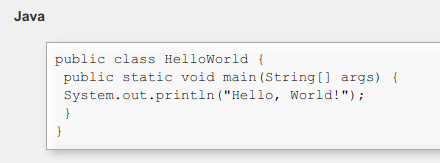 Java
public class HelloWorld {
 public static void main(String[] args) {
 System.out.println("Hello, World!");
 }
}